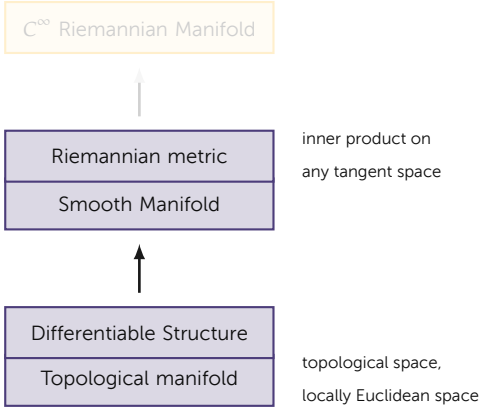 C∞ Riemannian Manifold
Riemannian metric
inner product on
any tangent space
Smooth Manifold
Differentiable Structure
Topological manifold
topological space,
locally Euclidean space